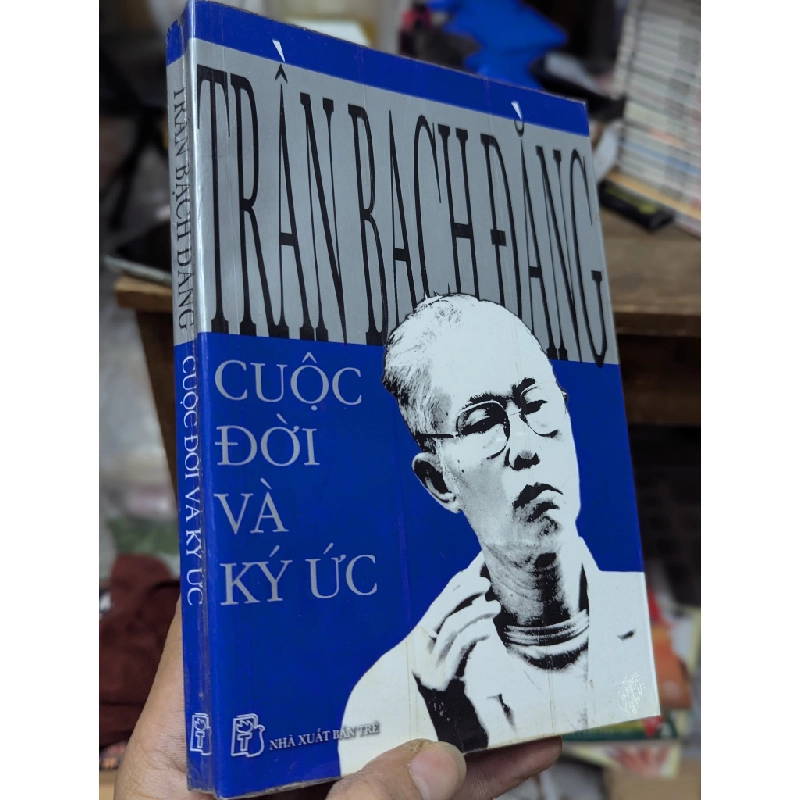 TRẦN BẠCH ĐẰNG
CUỘC
ĐỜI
VÀ
KÝ ỨC
NHÀ XUẤT BẢN TRẺ
TRẦN BẠCH ĐẰNG CUỘC ĐỜI VÀ KÝ ỨC